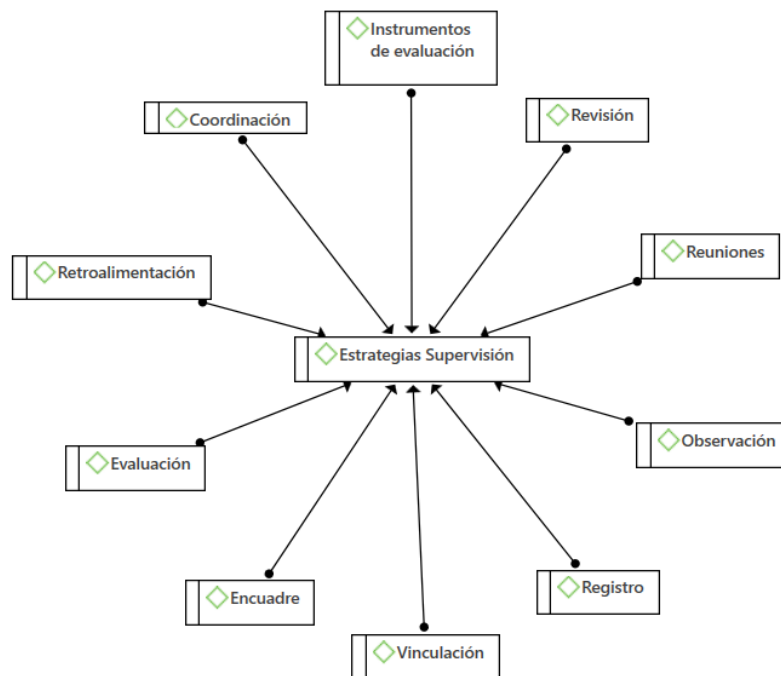 Instrumentos
de evaluación
Coordinación
Revisión
Retroalimentación
Reuniones
Estrategias Supervisión
Evaluación
Observación
Encuadre
Registro
Vinculación